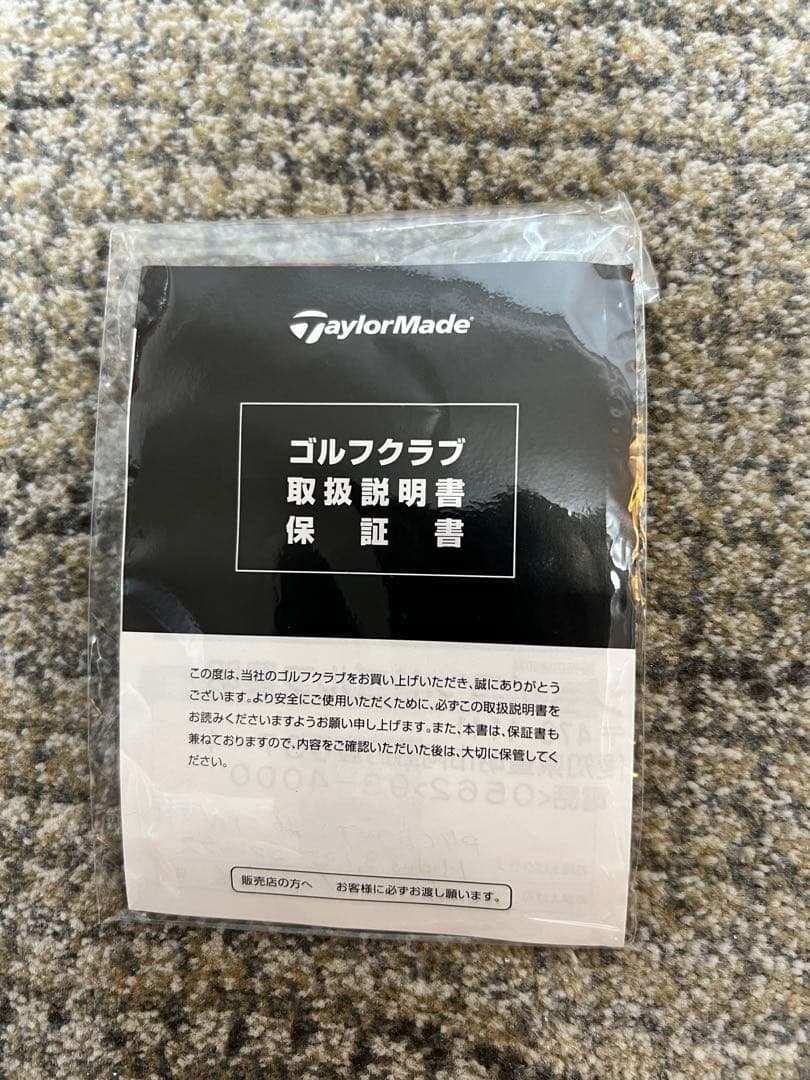 TaylorMade
ゴルフクラブ
取扱説明書
保証書
この度は、当社のゴルフクラブをお買い上げいただき、誠にありがとう
ございます。より安全にご使用いただくために、必ずこの取扱説明書を
お読みくださいますようお願い申し上げます。また、本書は、保証書も
兼ねておりますので、内容をご確認いただいた後は、大切に保管してく
ださい。
販売店の方へ お客様に必ずお渡し願います。